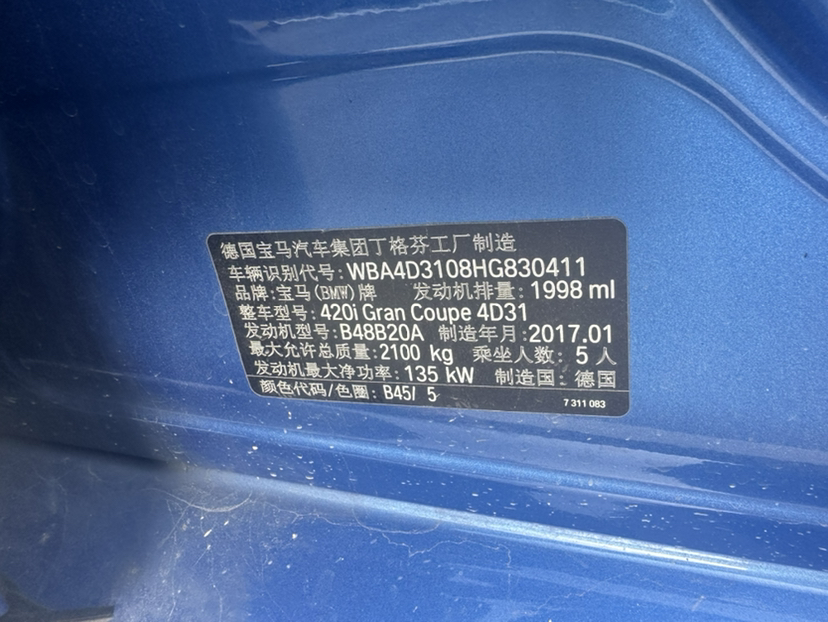 德国宝马汽车集团丁格芬工厂制造
车辆识别代号: WBA4D3108HG830411
品牌: 宝马(BMW)牌 发动机排量: 1998 ml
整车型号: 420i Gran Coupe 4D31
发动机型号: B48B20A 制造年月: 2017.01
最大允许总质量: 2100 kg 乘坐人数: 5 人
发动机最大净功率: 135 kW 制造国: 德国
颜色代码/色圈: B45/ 5
7 311 083